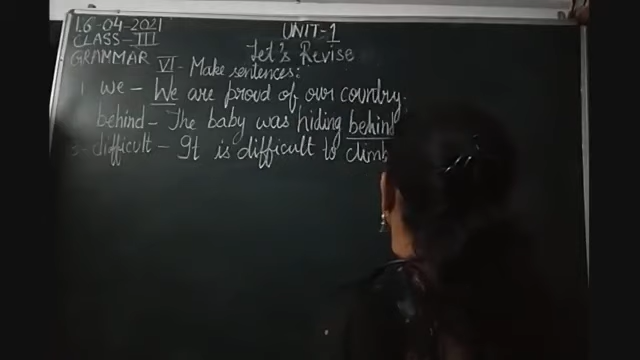 16-04-2021
UNIT-1
CLASS-III
Let's Revise
GRAMMAR
VI- Make sentences:
1. we - We are proud of our country.
behind - The baby was hiding behind
3- difficult - It is difficult to climb